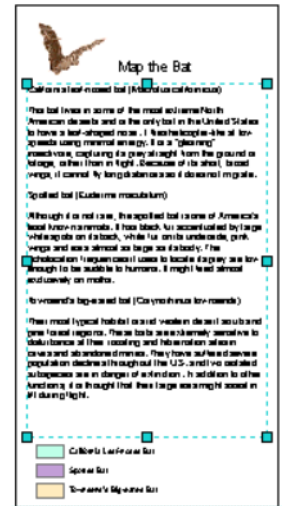 Map the Bat
California leaf-nosed bat (Macrotus californicus)
This bat lives in some of the most extreme North
American deserts and is the only bat in the United States
to have a leaf-shaped nose. It flies helicopter-like at low
speeds using minimal energy. It is a "gleaning"
insectivore, capturing its prey straight from the ground or
foliage, rather than in flight. Because of its short, broad
wings, it cannot fly long distances so it does not migrate.
Spotted bat (Euderma maculatum)
Although it is not rare, the spotted bat is one of America's
least known mammals. It has black fur accentuated by large
white spots on its back, white fur on its underside, pink
wings and ears almost as large as its body. The
echolocation frequencies it uses to locate its prey are low
enough to be audible to humans. It might feed almost
exclusively on moths.
Townsend's big-eared bat (Corynorhinus townsendii)
Their most typical habitat is arid western desert scrub and
pine forest regions. These bats are extremely sensitive to
disturbance at their roosting and hibernation sites in
caves and abandoned mines. They have suffered severe
population declines throughout the U.S. and two isolated
subspecies are in danger of extinction. In addition to other
functions, it is thought that their large ears might assist in
lift during flight.
California Leaf-nosed Bat
Spotted Bat
Townsend's Big-eared Bat